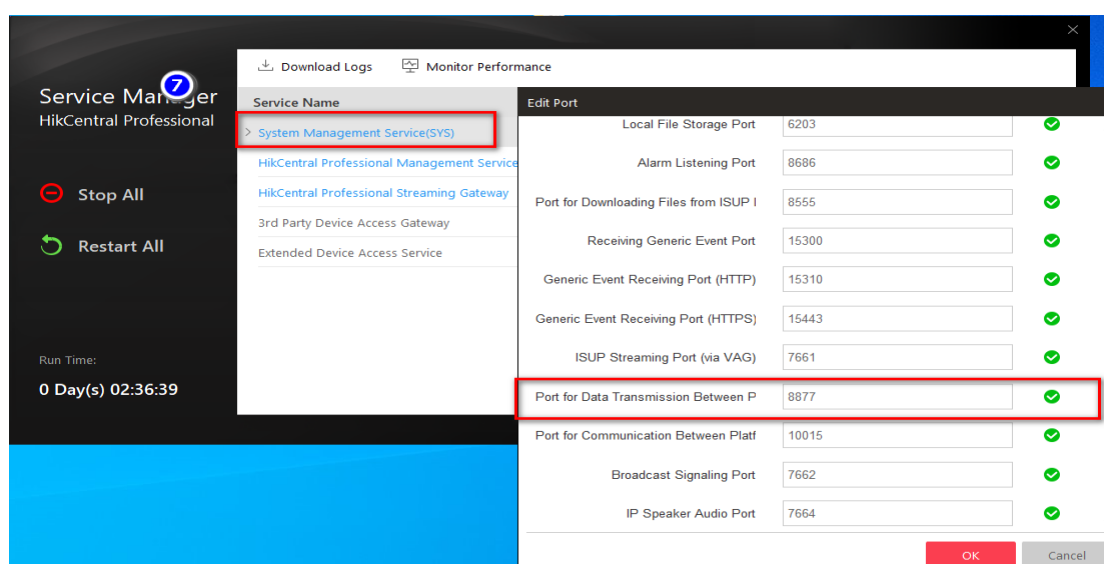 Download Logs Monitor Performance
7
Service Manager
HikCentral Professional
Service Name
System Management Service(SYS)
HikCentral Professional Management Service
HikCentral Professional Streaming Gateway
3rd Party Device Access Gateway
Extended Device Access Service
Stop All
Restart All
Run Time:
0 Day(s) 02:36:39
Edit Port
Local File Storage Port 6203
Alarm Listening Port 8686
Port for Downloading Files from ISUP I 8555
Receiving Generic Event Port 15300
Generic Event Receiving Port (HTTP) 15310
Generic Event Receiving Port (HTTPS) 15443
ISUP Streaming Port (via VAG) 7661
Port for Data Transmission Between P 8877
Port for Communication Between Platf 10015
Broadcast Signaling Port 7662
IP Speaker Audio Port 7664
OK Cancel